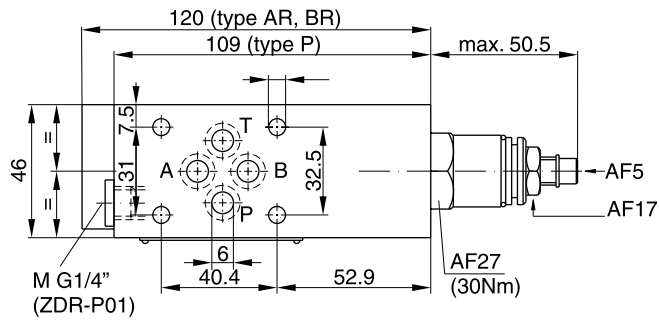 120 (type AR, BR)
109 (type P)
max. 50.5
7.5
T
=
46
31
A
B
32.5
AF5
=
P
AF17
6
M G1/4”
(ZDR-P01)
40.4
52.9
AF27
(30Nm)